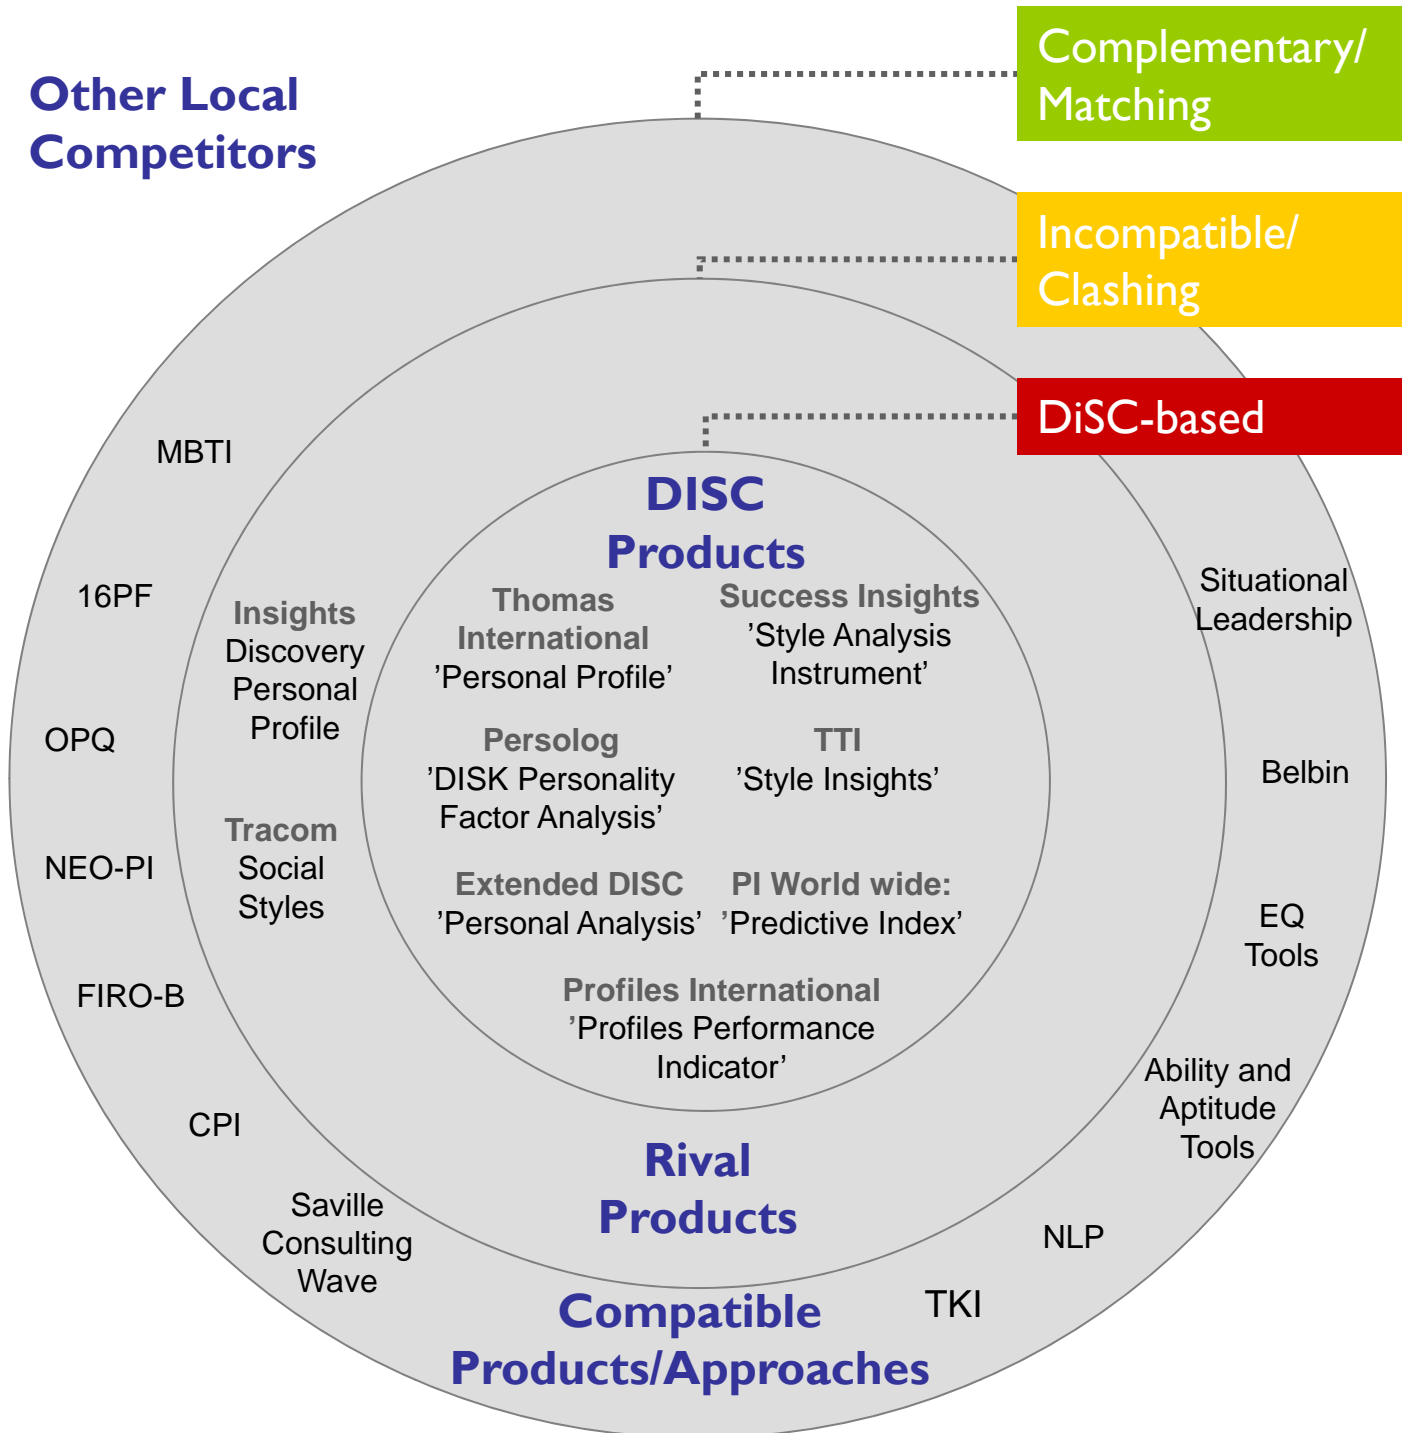 Other Local
Competitors
Complementary/
Matching
Incompatible/
Clashing
DiSC-based
DISC
Products
Thomas
International
’Personal Profile’
Success Insights
’Style Analysis
Instrument’
Persolog
’DISK Personality
Factor Analysis’
TTI
’Style Insights’
Extended DISC
’Personal Analysis’
PI World wide:
’Predictive Index’
Profiles International
’Profiles Performance
Indicator’
Insights
Discovery
Personal
Profile
Tracom
Social
Styles
Rival
Products
MBTI
16PF
OPQ
NEO-PI
FIRO-B
CPI
Saville
Consulting
Wave
Situational
Leadership
Belbin
EQ
Tools
Ability and
Aptitude
Tools
NLP
TKI
Compatible
Products/Approaches